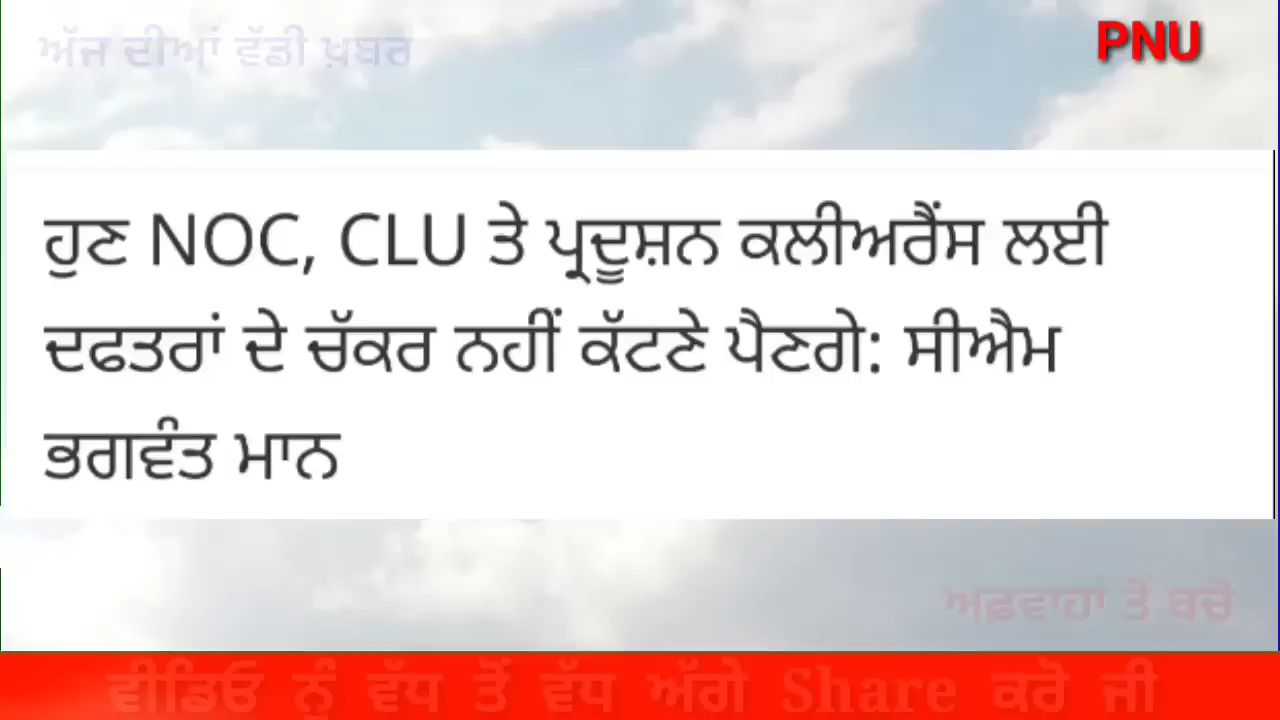 ਅੱਜ ਦੀਆਂ ਵੱਡੀ ਖ਼ਬਰ
PNU
ਹੁਣ NOC, CLU ਤੇ ਪ੍ਰਦੂਸ਼ਨ ਕਲੀਅਰੈਂਸ ਲਈ
ਦਫਤਰਾਂ ਦੇ ਚੱਕਰ ਨਹੀਂ ਕੱਟਣੇ ਪੈਣਗੇ: ਸੀਐਮ
ਭਗਵੰਤ ਮਾਨ
ਅਫ਼ਵਾਹਾਂ ਤੋਂ ਬਚੋ
ਵੀਡਿਓ ਨੂੰ ਵੱਧ ਤੋਂ ਵੱਧ ਅੱਗੇ Share ਕਰੋ ਜੀ